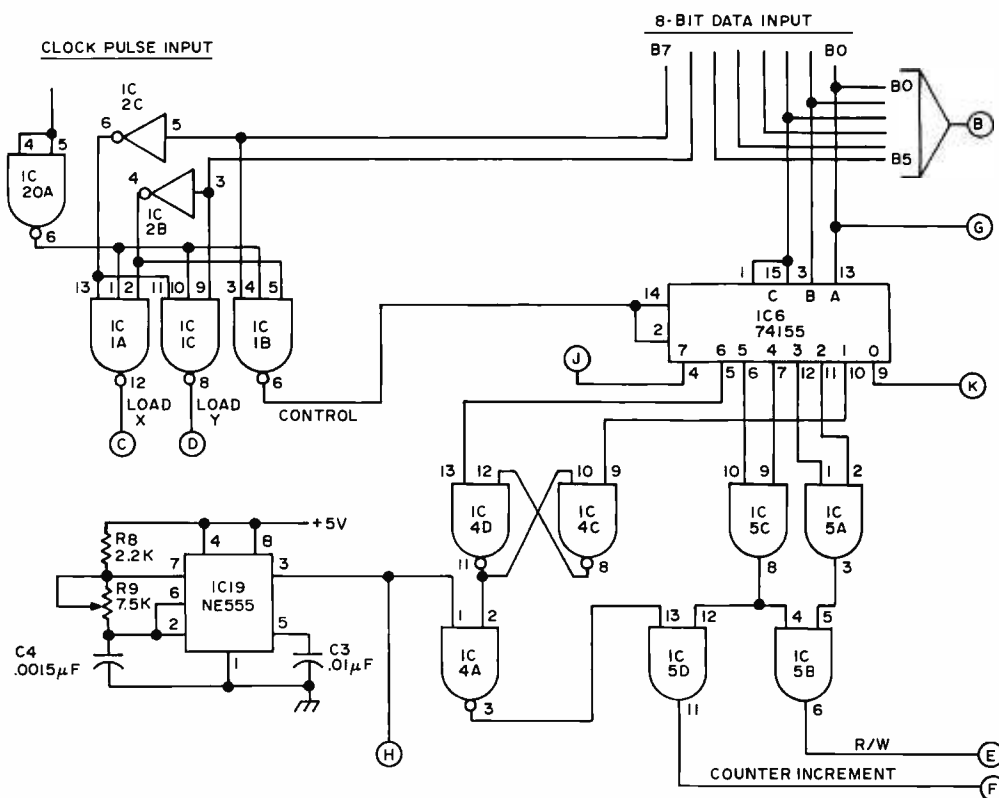 8-BIT DATA INPUT
CLOCK PULSE INPUT
B7
B0
IC
2C
6
5
B0
B
4
5
IC
20A
B5
4
3
IC
2B
6
G
13
1
2
11
10
9
3
4
5
1
15
3
13
C
B
A
14
IC6
74155
2
IC
1A
IC
1C
IC
1B
7
6
5
4
3
2
1
0
J
4
5
6
7
12
11
10
9
K
12
8
6
LOAD
X
LOAD
Y
CONTROL
C
D
13
12
10
9
10
9
1
2
IC
4D
IC
4C
IC
5C
IC
5A
+5V
11
8
8
3
R8
2.2K
4
8
7
3
IC19
NE555
R9
7.5K
6
2
5
1
2
13
12
4
5
C4
.0015µF
1
C3
.01µF
IC
4A
IC
5D
IC
5B
3
11
6
H
R/W
E
COUNTER INCREMENT
F